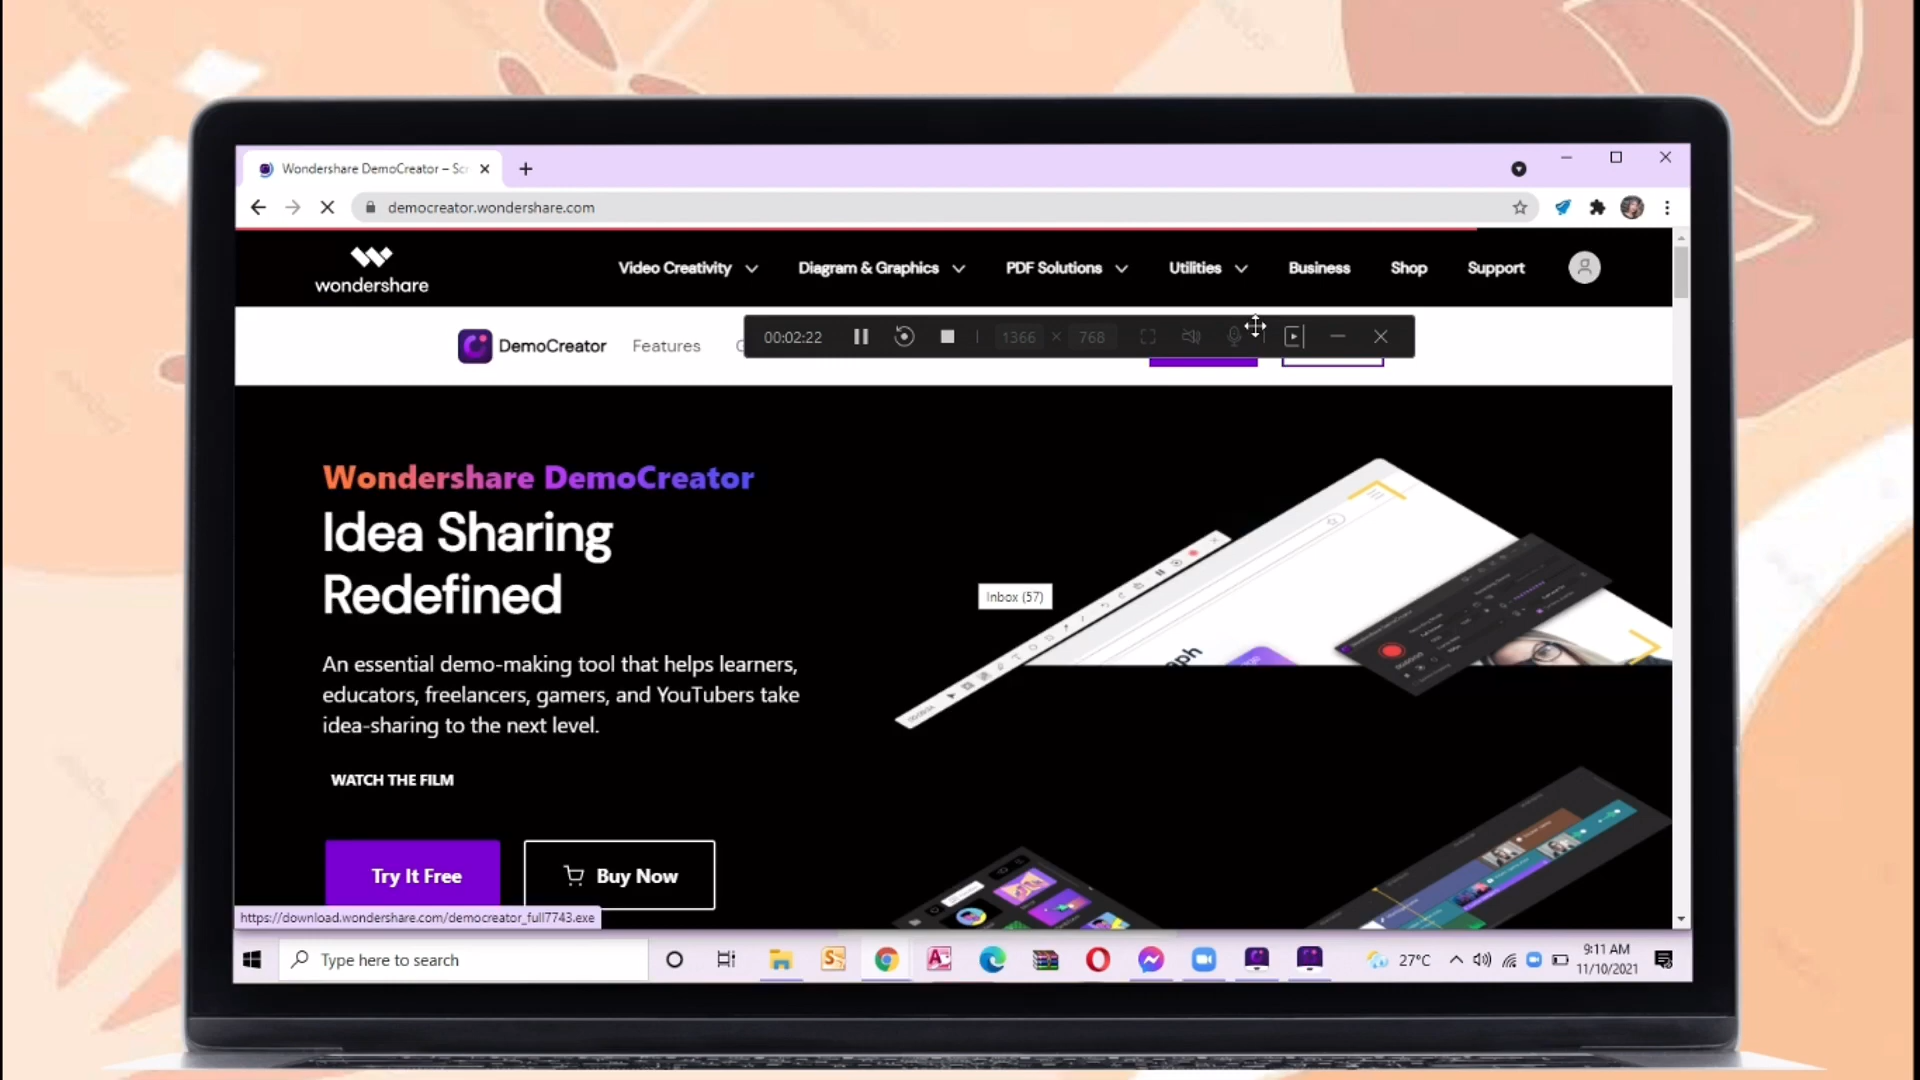 Wondershare DemoCreator – Scr
democreator.wondershare.com
wondershare
Video Creativity
Diagram & Graphics
PDF Solutions
Utilities
Business
Shop
Support
DemoCreator
Features
00:02:22
1366 × 768
Wondershare DemoCreator
Idea Sharing
Redefined
Inbox (57)
An essential demo-making tool that helps learners,
educators, freelancers, gamers, and YouTubers take
idea-sharing to the next level.
WATCH THE FILM
Try It Free
Buy Now
https://download.wondershare.com/democreator_full7743.exe
Type here to search
27°C
9:11 AM
11/10/2021